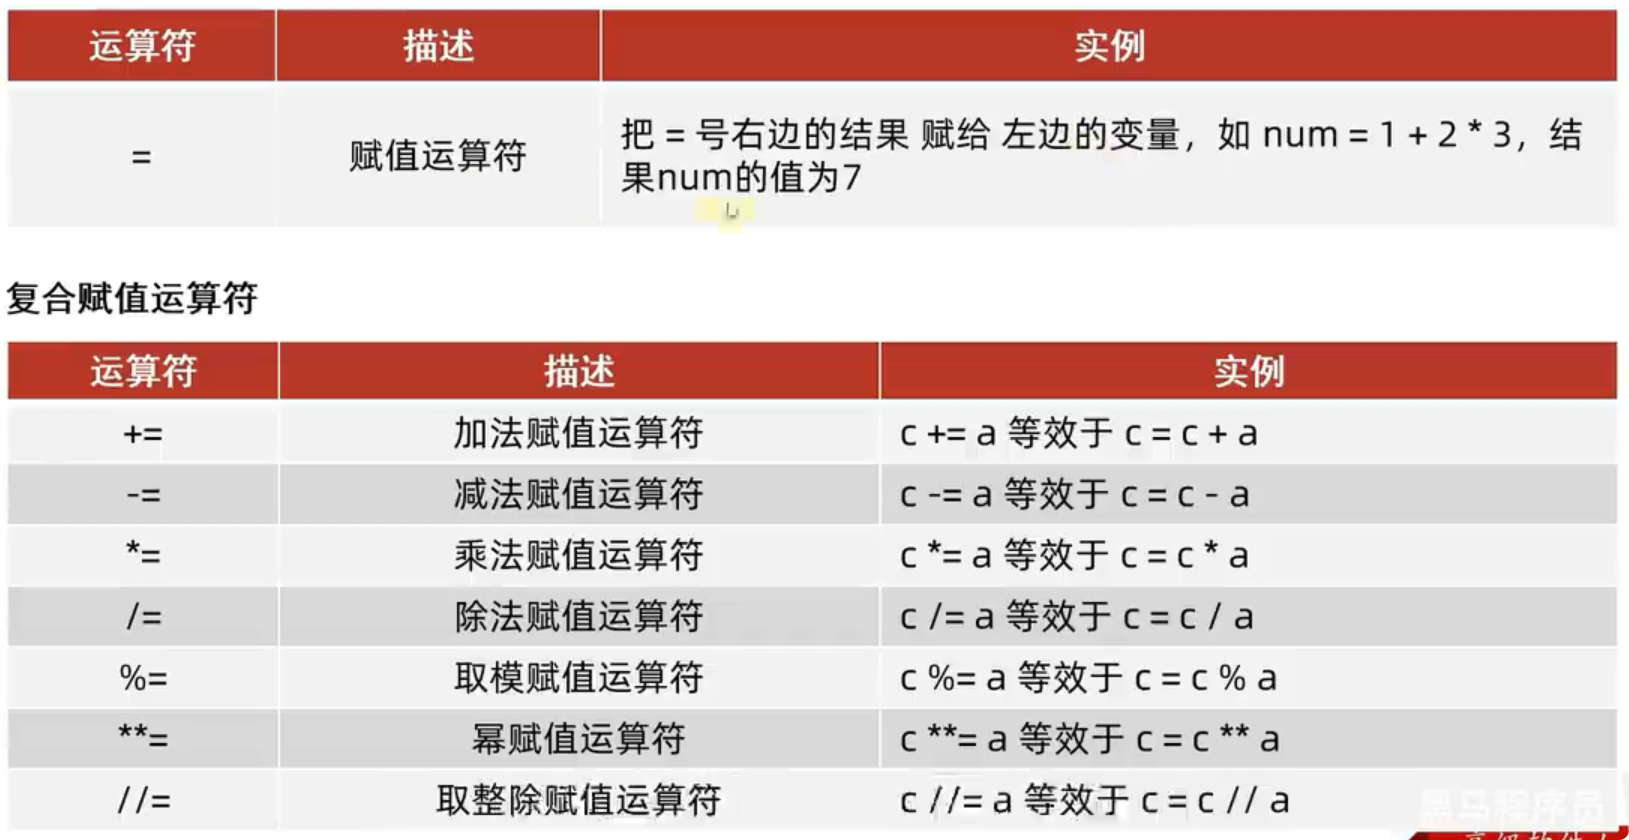 运算符 描述 实例
= 赋值运算符 把 = 号右边的结果 赋给 左边的变量，如 num = 1 + 2 * 3，结
果num的值为7
复合赋值运算符
运算符 描述 实例
+= 加法赋值运算符 c += a 等效于 c = c + a
-= 减法赋值运算符 c -= a 等效于 c = c - a
*= 乘法赋值运算符 c *= a 等效于 c = c * a
/= 除法赋值运算符 c /= a 等效于 c = c / a
%= 取模赋值运算符 c %= a 等效于 c = c % a
**= 幂赋值运算符 c **= a 等效于 c = c ** a
//= 取整除赋值运算符 c //= a 等效于 c = c // a
黑马程序员